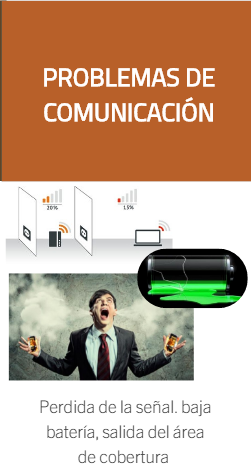 PROBLEMAS DE
COMUNICACIÓN
20%
15%
Perdida de la señal. baja
batería, salida del área
de cobertura